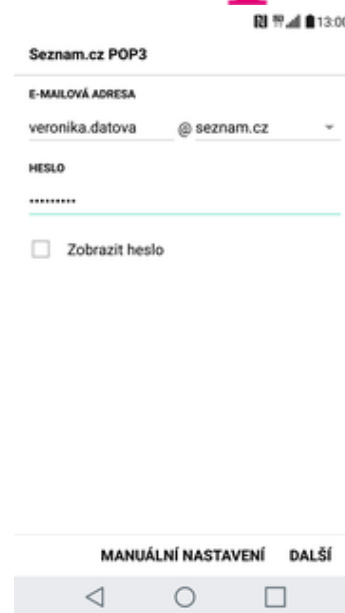 13:00
Seznam.cz POP3
E-MAILOVÁ ADRESA
veronika.datova @ seznam.cz
HESLO
•••••••••
Zobrazit heslo
MANUÁLNÍ NASTAVENÍ DALŠÍ